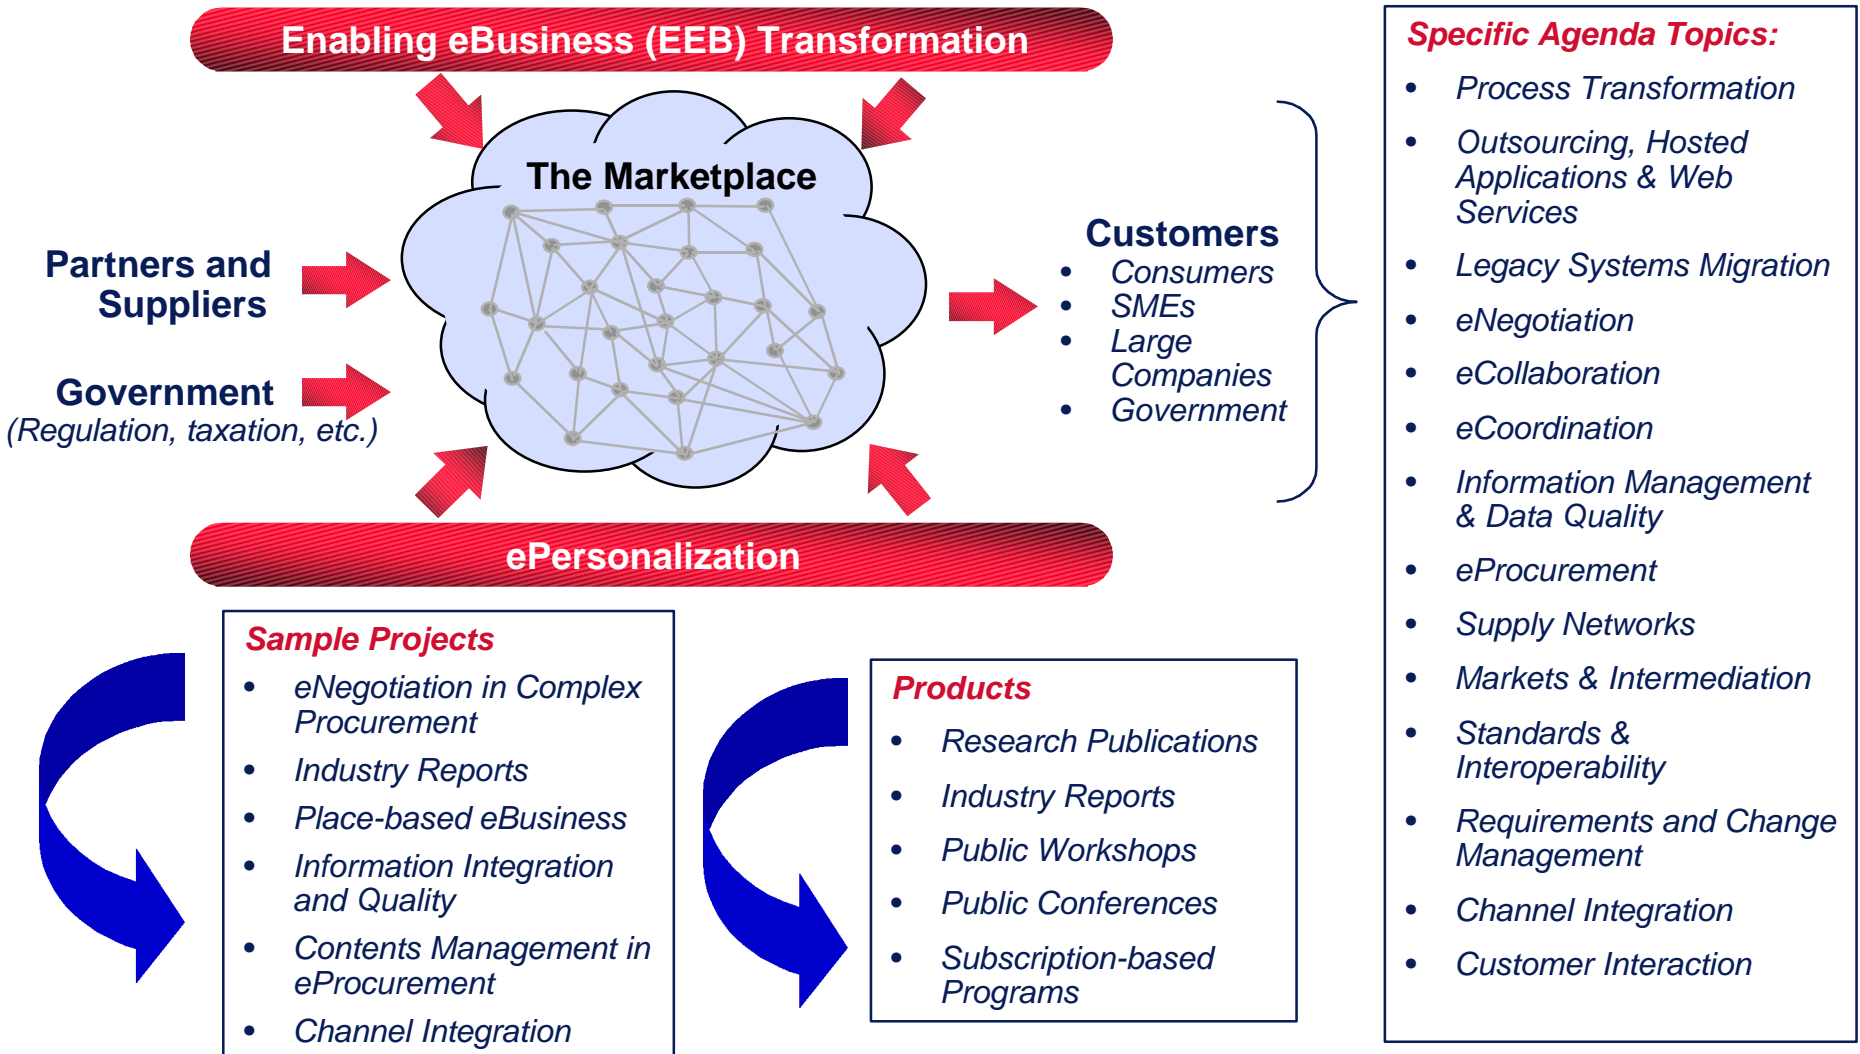 Enabling eBusiness (EEB) Transformation
The Marketplace
Partners and
Suppliers
Government
(Regulation, taxation, etc.)
Customers
• Consumers
• SMEs
• Large
Companies
• Government
ePersonalization
Sample Projects
• eNegotiation in Complex
Procurement
• Industry Reports
• Place-based eBusiness
• Information Integration
and Quality
• Contents Management in
eProcurement
• Channel Integration
Products
• Research Publications
• Industry Reports
• Public Workshops
• Public Conferences
• Subscription-based
Programs
Specific Agenda Topics:
• Process Transformation
• Outsourcing, Hosted
Applications & Web
Services
• Legacy Systems Migration
• eNegotiation
• eCollaboration
• eCoordination
• Information Management
& Data Quality
• eProcurement
• Supply Networks
• Markets & Intermediation
• Standards &
Interoperability
• Requirements and Change
Management
• Channel Integration
• Customer Interaction